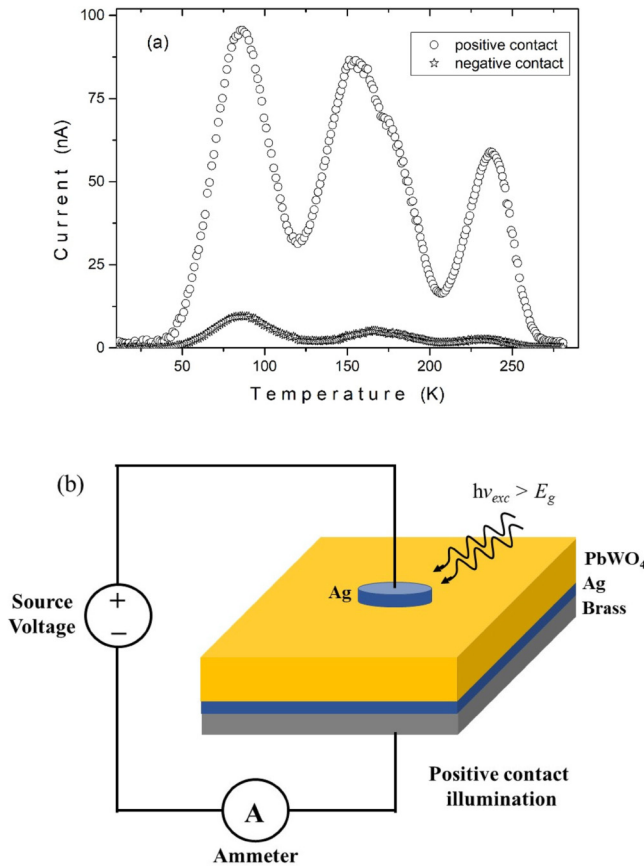 (a)
positive contact
negative contact
100
75
50
25
0
Current (nA)
50
100
150
200
250
Temperature (K)
(b)
hν_exc > E_g
PbWO₄
Ag
Ag
Brass
Source
Voltage
+
−
Positive contact
illumination
A
Ammeter